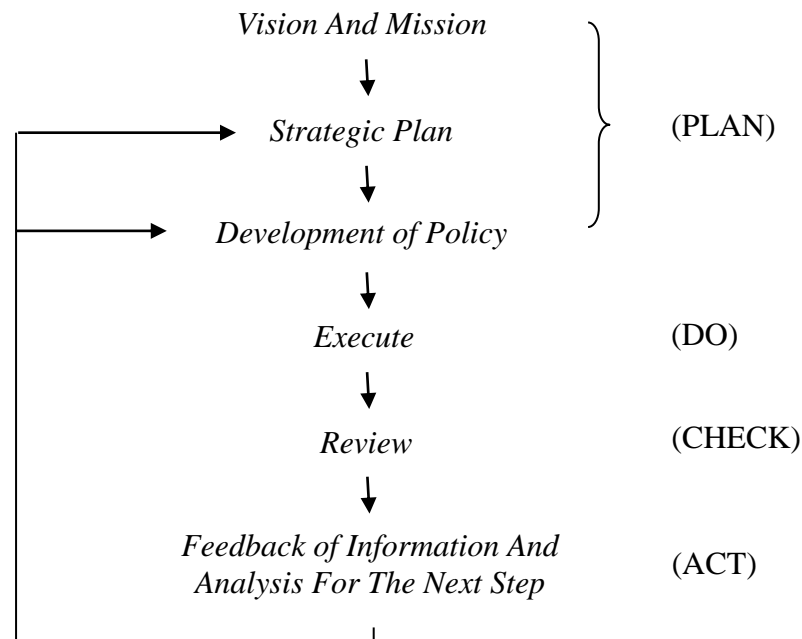 Vision And Mission
Strategic Plan
(PLAN)
Development of Policy
Execute
(DO)
Review
(CHECK)
Feedback of Information And
Analysis For The Next Step
(ACT)